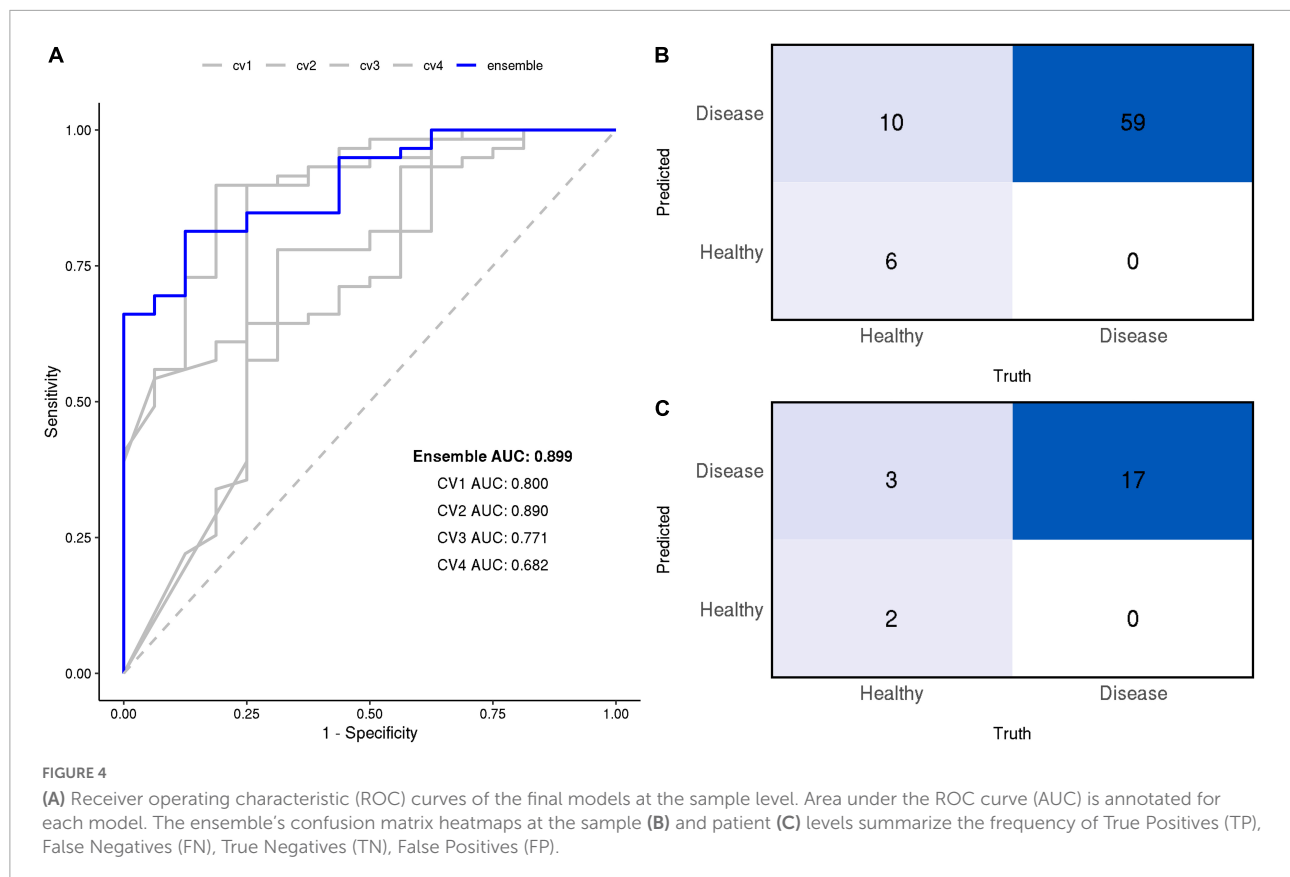 A
cv1 cv2 cv3 cv4 ensemble
1.00
0.75
0.50
0.25
0.00
Sensitivity
Ensemble AUC: 0.899
CV1 AUC: 0.800
CV2 AUC: 0.890
CV3 AUC: 0.771
CV4 AUC: 0.682
0.00 0.25 0.50 0.75 1.00
1 - Specificity
B
Predicted
Disease 10 59
Healthy 6 0
Healthy Disease
Truth
C
Predicted
Disease 3 17
Healthy 2 0
Healthy Disease
Truth
FIGURE 4
(A) Receiver operating characteristic (ROC) curves of the final models at the sample level. Area under the ROC curve (AUC) is annotated for
each model. The ensemble's confusion matrix heatmaps at the sample (B) and patient (C) levels summarize the frequency of True Positives (TP),
False Negatives (FN), True Negatives (TN), False Positives (FP).